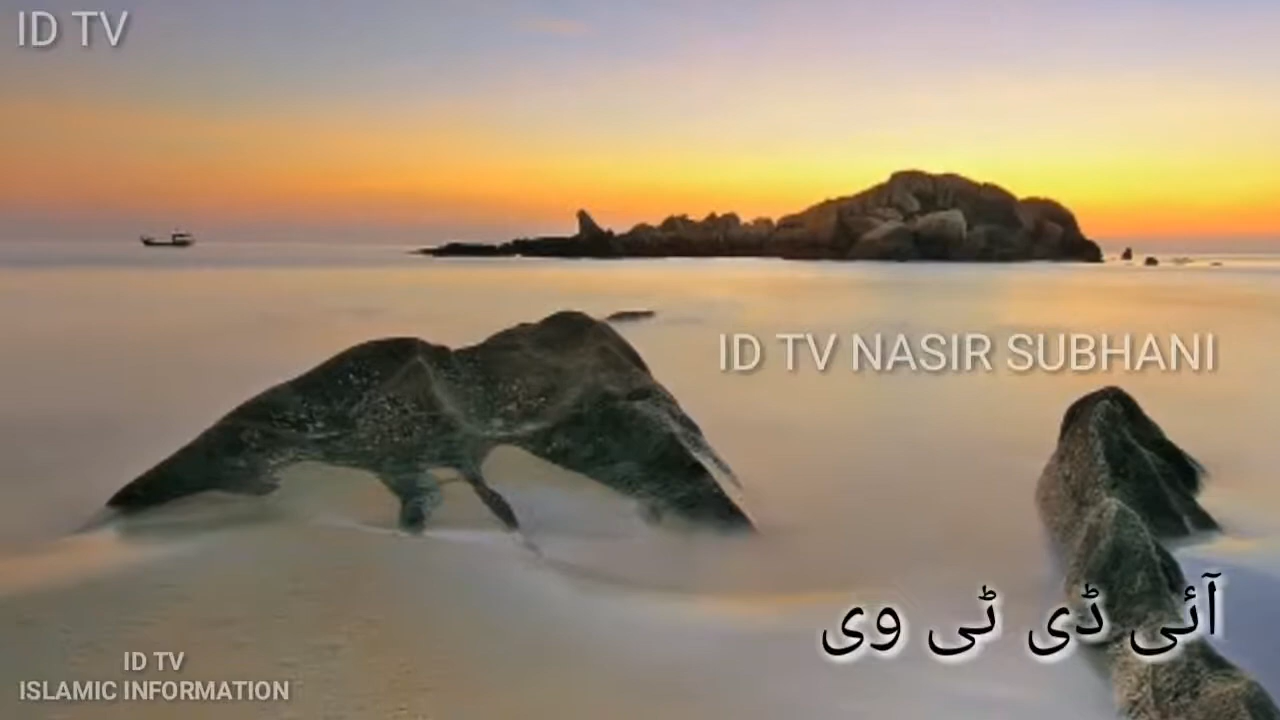 ID TV
ID TV NASIR SUBHANI
آئی ڈی ٹی وی
ID TV
ISLAMIC INFORMATION